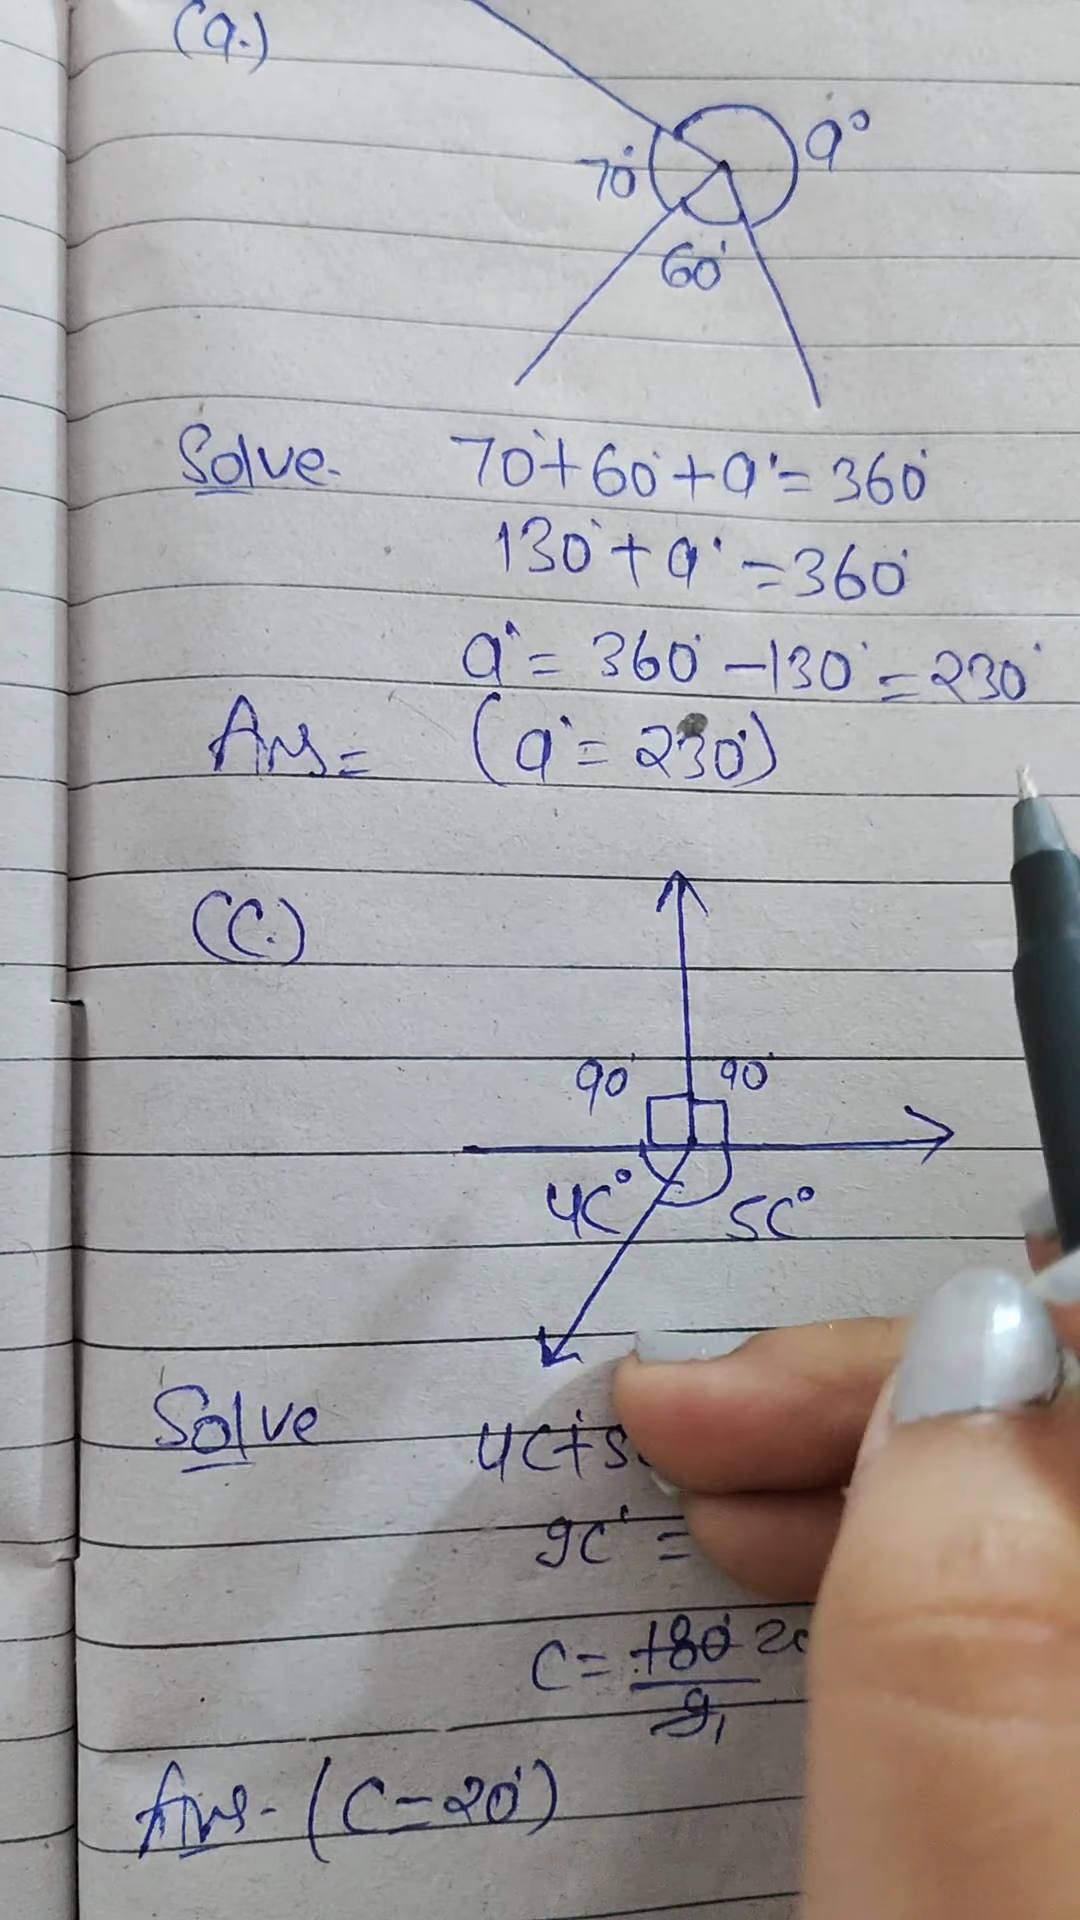 (a.)
70° a°
60°
Solve. 70°+60°+a°=360°
130°+a°=360°
a°= 360°-130°=230°
Ans= (a°= 230°)
(C.)
90° 90°
4C° 5C°
Solve 4C+5
9C° =
C= 180°
9
Ans- (C=20°)